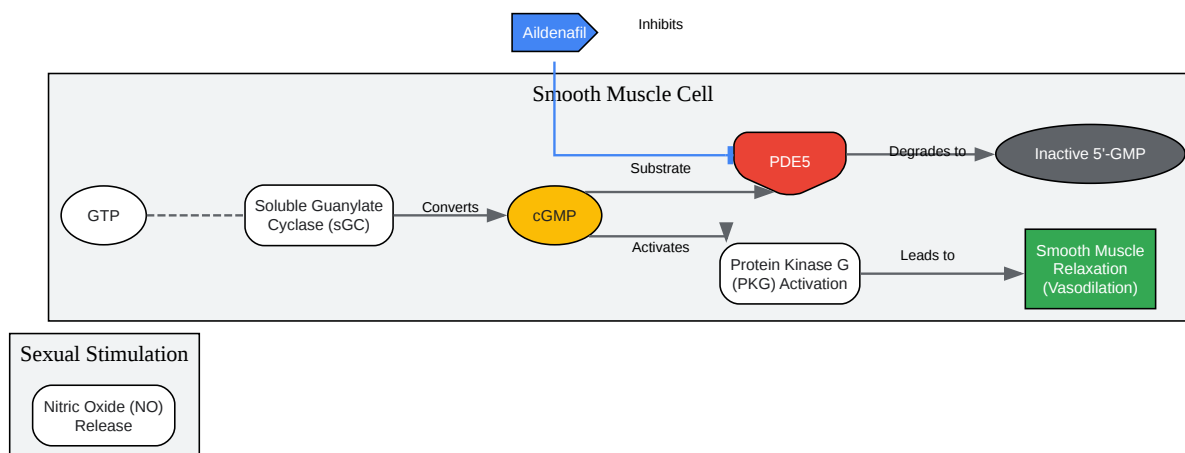 Aildenafil
Inhibits
Smooth Muscle Cell
PDE5
Degrades to
Inactive 5'-GMP
Substrate
GTP
Soluble Guanylate
Cyclase (sGC)
Converts
cGMP
Activates
Protein Kinase G
(PKG) Activation
Leads to
Smooth Muscle
Relaxation
(Vasodilation)
Sexual Stimulation
Nitric Oxide (NO)
Release